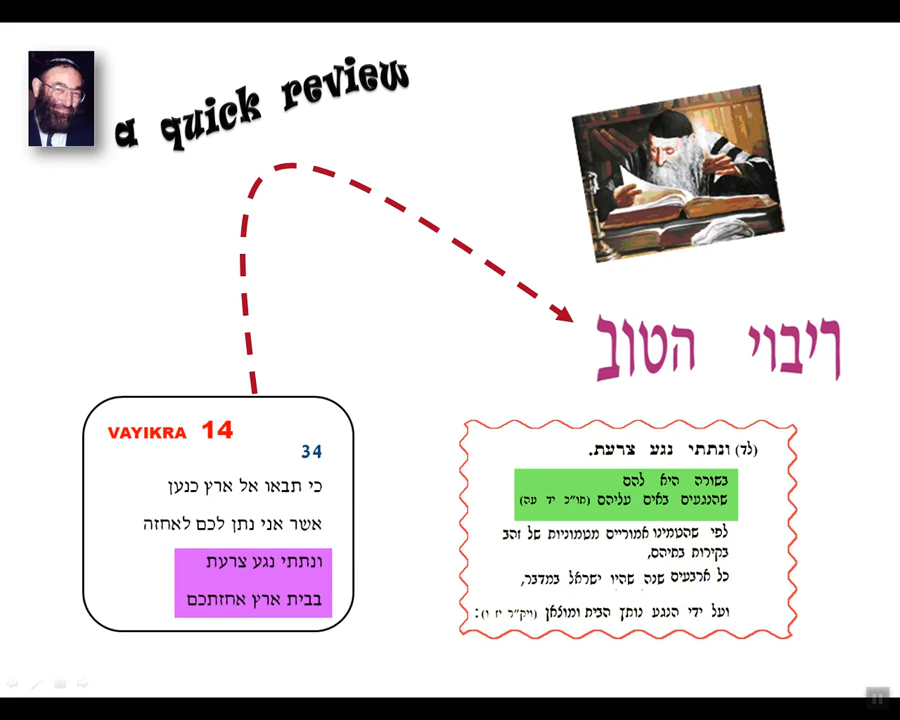 a quick review
ריבוי הטוב
VAYIKRA 14
34
כי תבאו אל ארץ כנען
אשר אני נתן לכם לאחזה
ונתתי נגע צרעת
בבית ארץ אחזתכם
(לד) ונתתי נגע צרעת.
בשורה היא להם
שהנגעים באים עליהם (תו"כ יד עה)
לפי שהטמינו אמוריים מטמוניות של זהב
בקירות בתיהם,
כל ארבעים שנה שהיו ישראל במדבר,
ועל ידי הנגע נותץ הבית ומוצאן (ויק"ר יז ו):